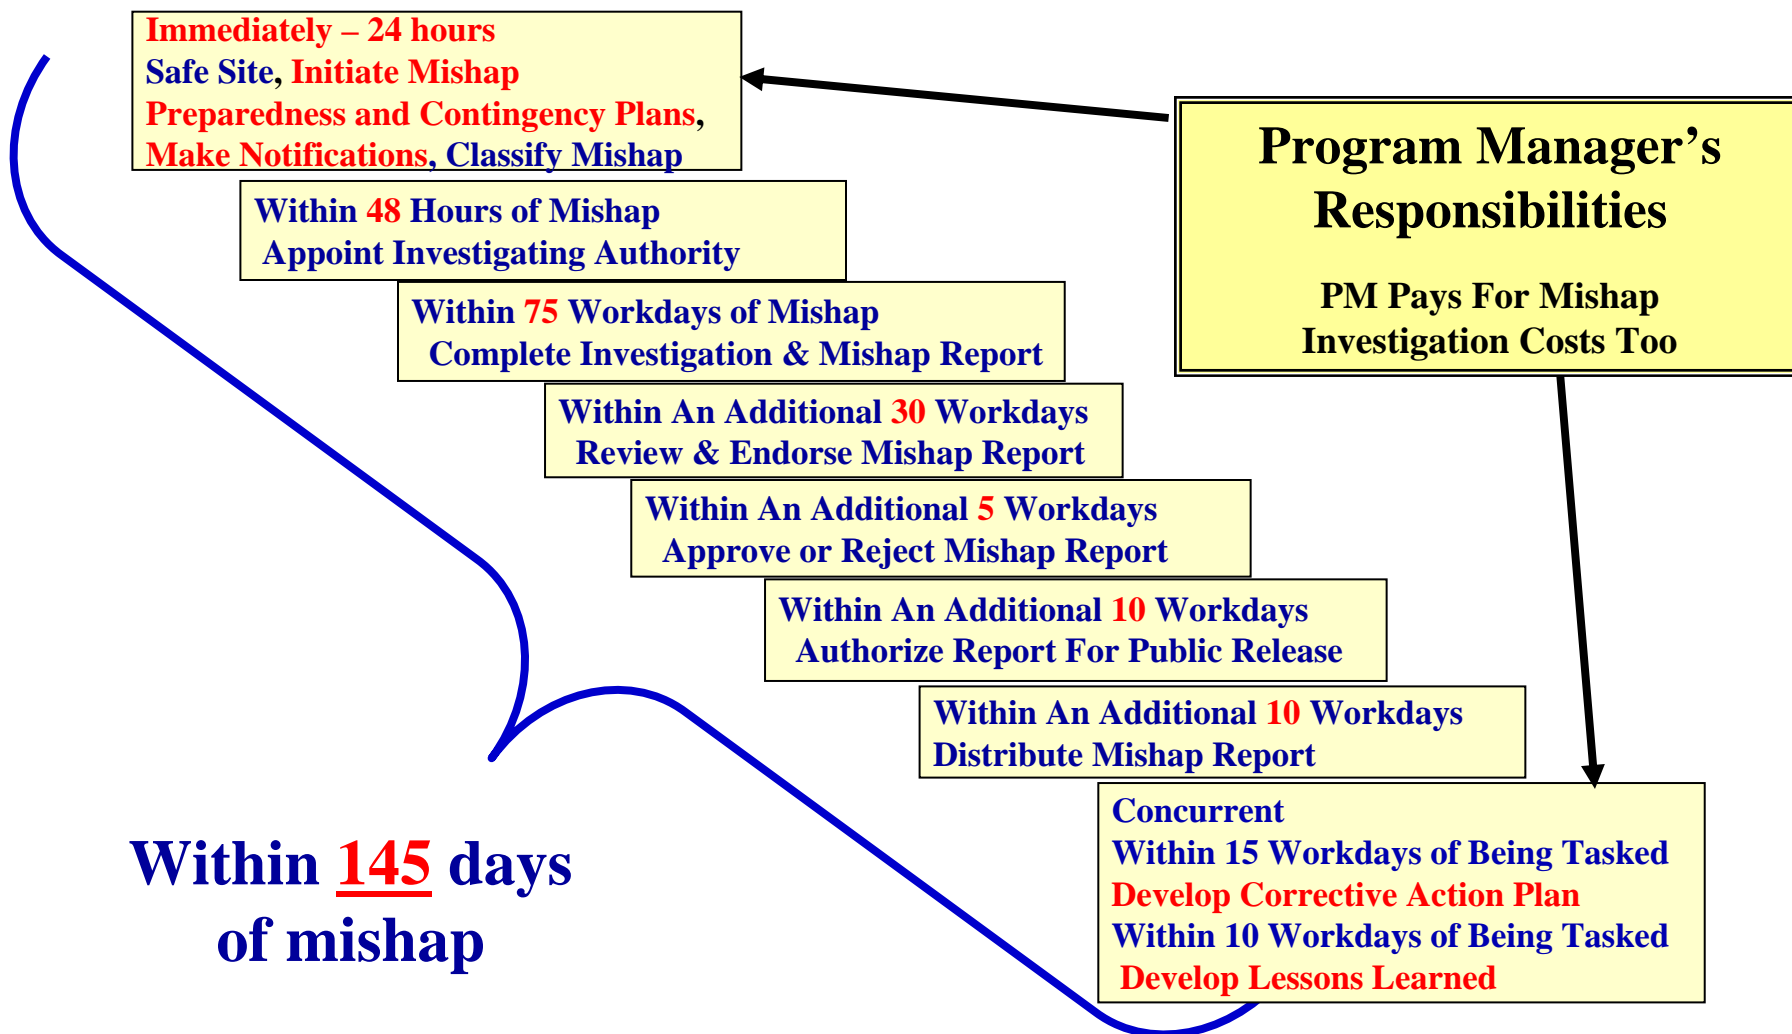 Immediately – 24 hours
Safe Site, Initiate Mishap
Preparedness and Contingency Plans,
Make Notifications, Classify Mishap
Program Manager’s
Responsibilities
PM Pays For Mishap
Investigation Costs Too
Within 48 Hours of Mishap
Appoint Investigating Authority
Within 75 Workdays of Mishap
Complete Investigation & Mishap Report
Within An Additional 30 Workdays
Review & Endorse Mishap Report
Within An Additional 5 Workdays
Approve or Reject Mishap Report
Within An Additional 10 Workdays
Authorize Report For Public Release
Within An Additional 10 Workdays
Distribute Mishap Report
Concurrent
Within 15 Workdays of Being Tasked
Develop Corrective Action Plan
Within 10 Workdays of Being Tasked
Develop Lessons Learned
Within 145 days
of mishap